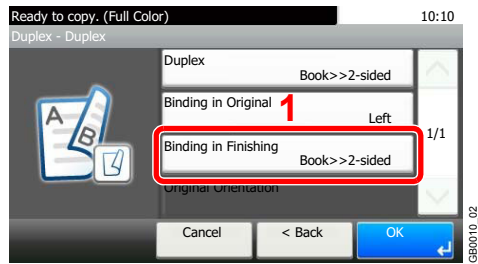 Ready to copy. (Full Color)
10:10
Duplex - Duplex
Duplex
Book>>2-sided
Binding in Original
1
Left
Binding in Finishing
Book>>2-sided
1/1
Original Orientation
Cancel
< Back
OK
A
B
GB0010_02